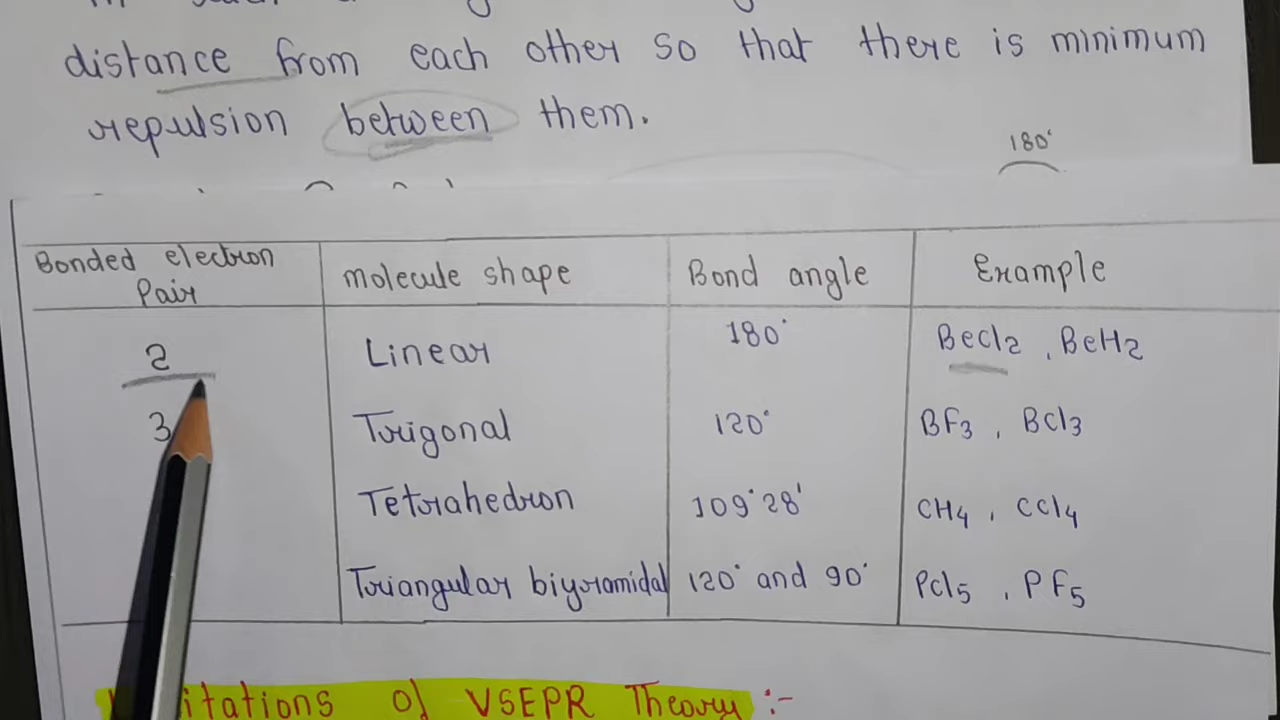 distance from each other so that there is minimum
repulsion between them.
180°
Bonded electron Pair | Molecule shape | Bond angle | Example
2 | Linear | 180° | BeCl2 , BeH2
3 | Trigonal | 120° | BF3 , BCl3
Tetrahedron | 109°28' | CH4 , CCl4
Triangular biyramidal | 120° and 90° | PCl5 , PF5
of VSEPR Theory :-